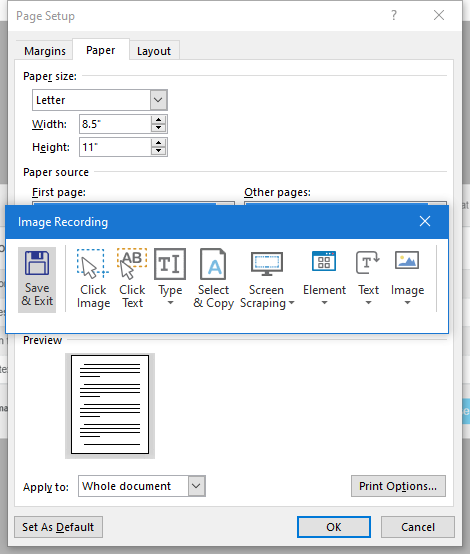 Page Setup
Margins
Paper
Layout
Paper size:
Letter
Width: 8.5"
Height: 11"
Paper source
First page:
Other pages:
Image Recording
Save & Exit
Click Image
Click Text
Type
Select & Copy
Screen Scraping
Element
Text
Image
Preview
Apply to: Whole document
Print Options...
Set As Default
OK
Cancel